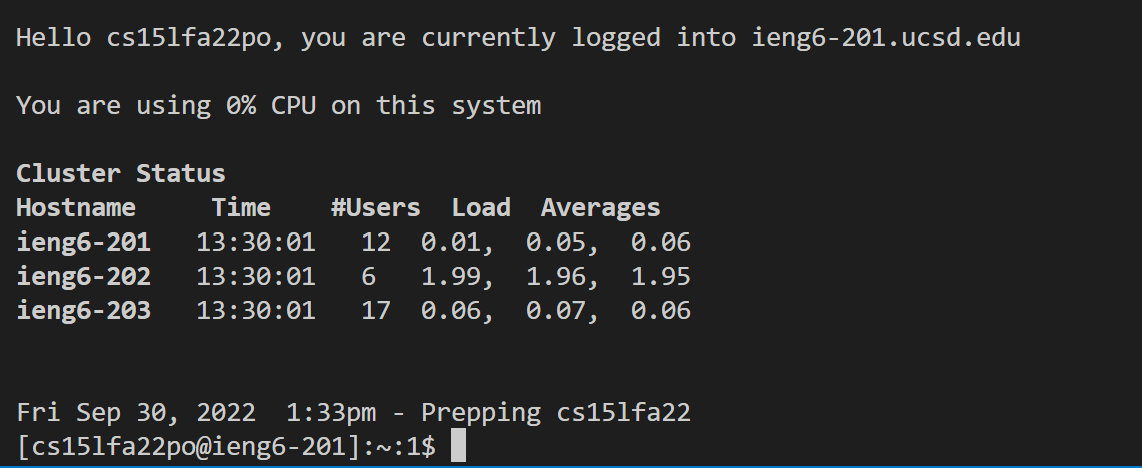 Hello cs15lfa22po, you are currently logged into ieng6-201.ucsd.edu
You are using 0% CPU on this system
Cluster Status
Hostname     Time    #Users  Load  Averages
ieng6-201   13:30:01   12  0.01,  0.05,  0.06
ieng6-202   13:30:01   6   1.99,  1.96,  1.95
ieng6-203   13:30:01   17  0.06,  0.07,  0.06
Fri Sep 30, 2022  1:33pm - Prepping cs15lfa22
[cs15lfa22po@ieng6-201]:~:1$